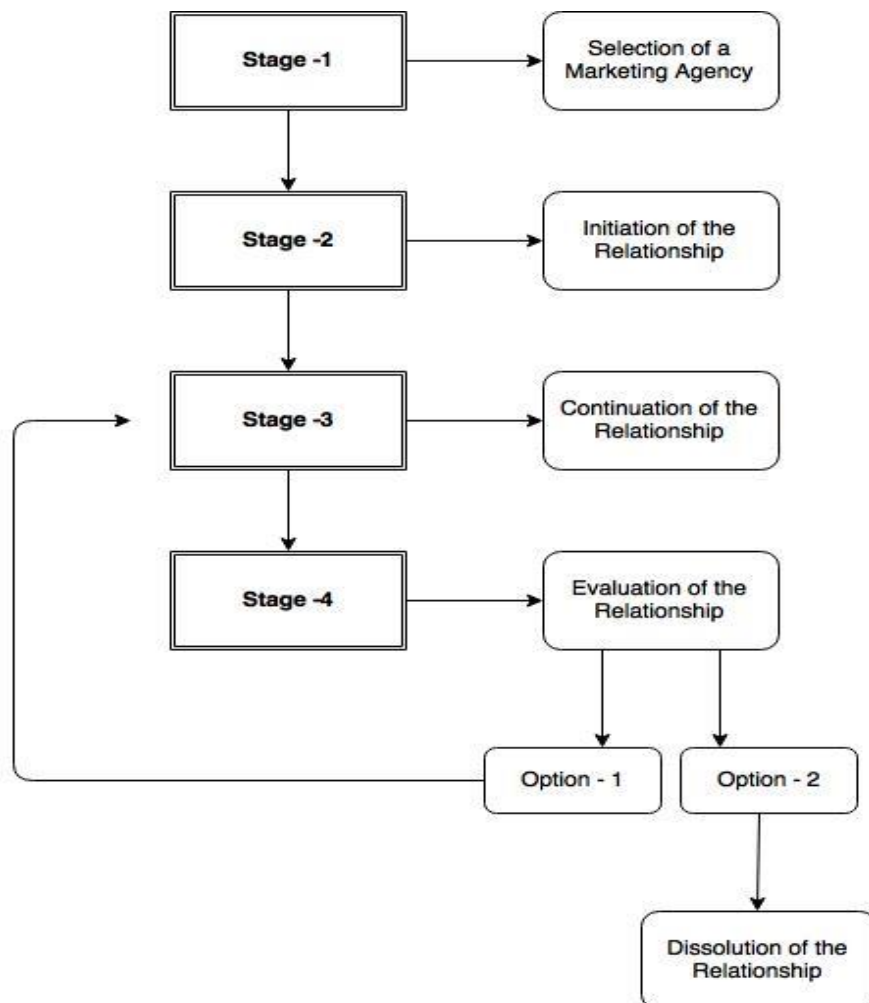 Stage -1
Selection of a
Marketing Agency
Stage -2
Initiation of the
Relationship
Stage -3
Continuation of the
Relationship
Stage -4
Evaluation of the
Relationship
Option - 1
Option - 2
Dissolution of the
Relationship